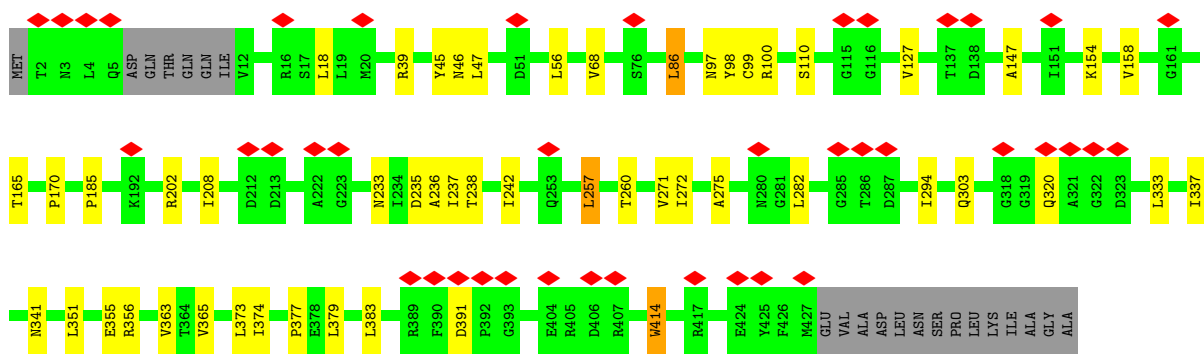 MET T2 N3 L4 Q5 ASP GLN THR GLN GLN ILE V12 R16 S17 L18 L19 M20 R39 Y45 N46 L47 D51 L56 V68 S76 L86 N97 Y98 C99 R100 S110 G115 G116 V127 T137 D138 A147 I151 K154 V158 G161
T165 P170 P185 K192 R202 I208 D212 D213 A222 G223 N233 I234 D235 A236 I237 T238 I242 Q253 L257 T260 V271 I272 A275 N280 G281 L282 G285 T286 D287 I294 Q303 G318 G319 Q320 A321 G322 D323 L333 I337
N341 L351 E355 R356 V363 T364 V365 L373 I374 P377 E378 L379 L383 R389 F390 D391 P392 G393 E404 R405 D406 R407 W414 R417 E424 Y425 F426 M427 GLU VAL ALA ASP LEU ASN SER PRO LEU LYS ILE ALA GLY ALA